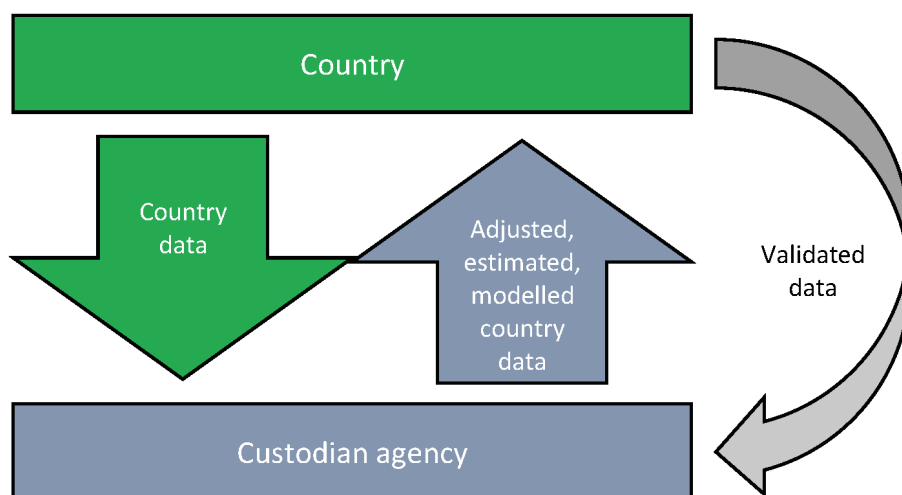 Country
Country
data
Adjusted,
estimated,
modelled
country
data
Validated
data
Custodian agency